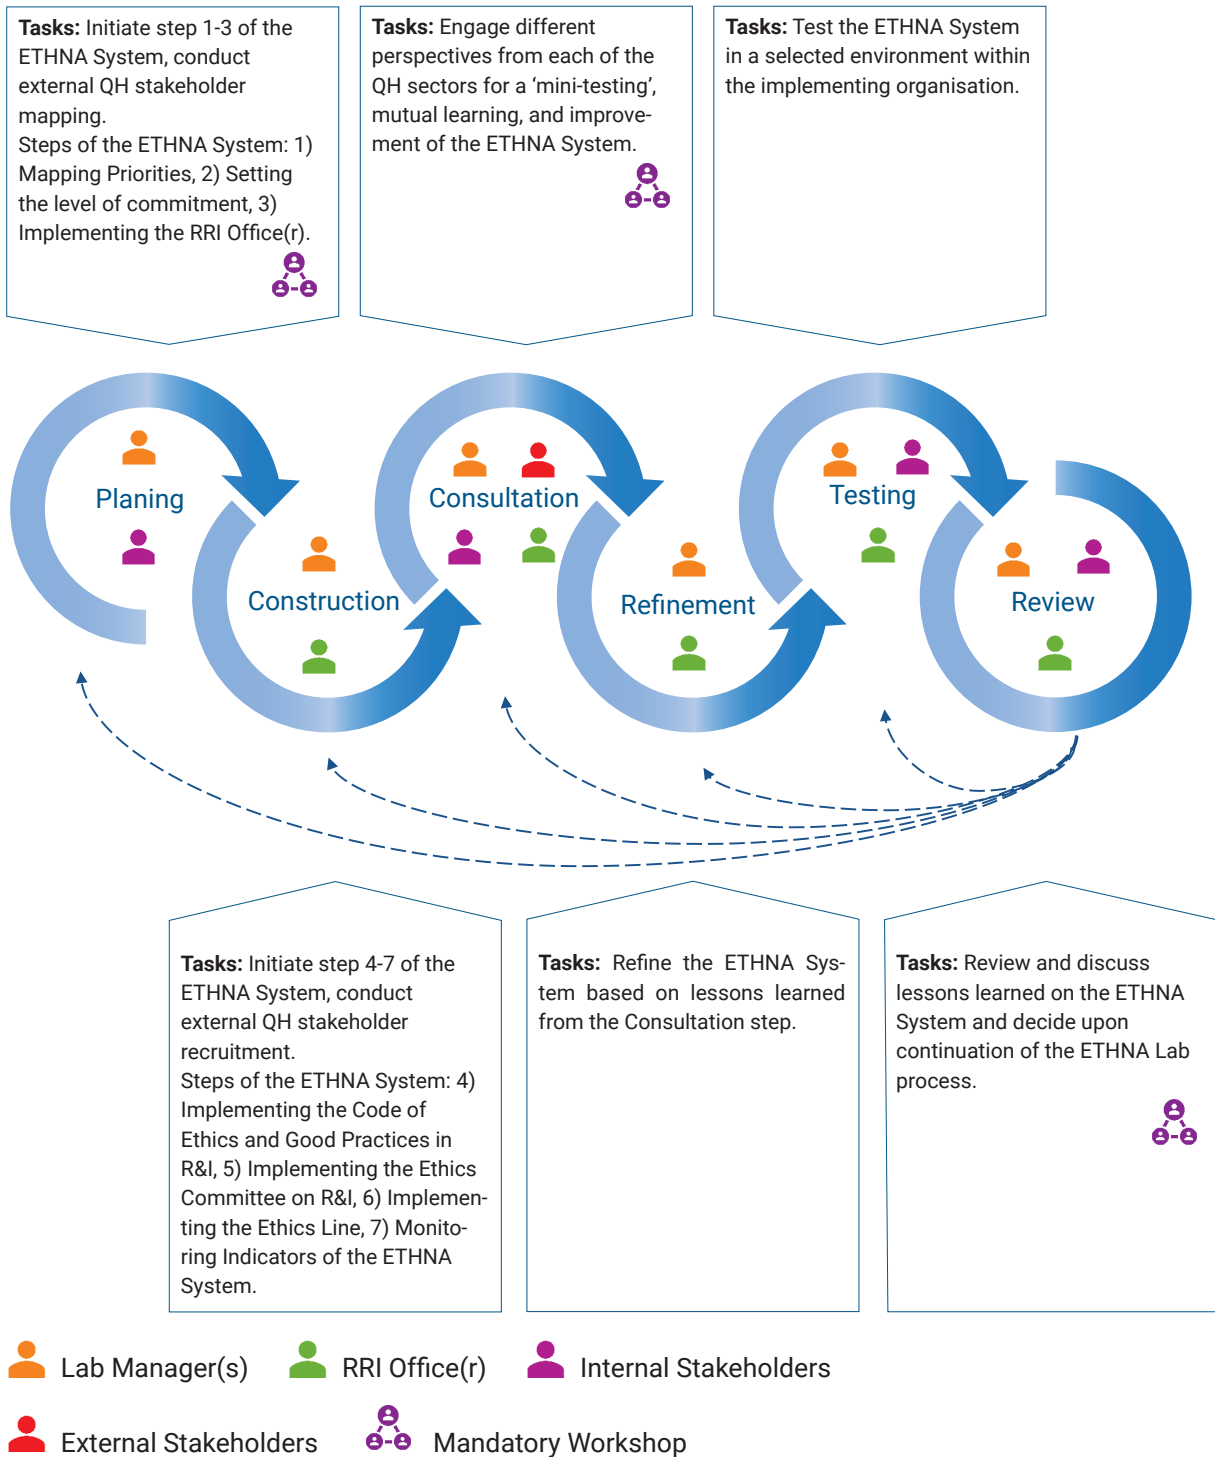 Tasks: Initiate step 1-3 of the
ETHNA System, conduct
external QH stakeholder
mapping.
Steps of the ETHNA System: 1)
Mapping Priorities, 2) Setting
the level of commitment, 3)
Implementing the RRI Office(r).
Tasks: Engage different
perspectives from each of the
QH sectors for a ‘mini-testing’,
mutual learning, and improve-
ment of the ETHNA System.
Tasks: Test the ETHNA System
in a selected environment within
the implementing organisation.
Planing
Construction
Consultation
Refinement
Testing
Review
Tasks: Initiate step 4-7 of the
ETHNA System, conduct
external QH stakeholder
recruitment.
Steps of the ETHNA System: 4)
Implementing the Code of
Ethics and Good Practices in
R&I, 5) Implementing the Ethics
Committee on R&I, 6) Implemen-
ting the Ethics Line, 7) Monito-
ring Indicators of the ETHNA
System.
Tasks: Refine the ETHNA Sys-
tem based on lessons learned
from the Consultation step.
Tasks: Review and discuss
lessons learned on the ETHNA
System and decide upon
continuation of the ETHNA Lab
process.
Lab Manager(s)
RRI Office(r)
Internal Stakeholders
External Stakeholders
Mandatory Workshop